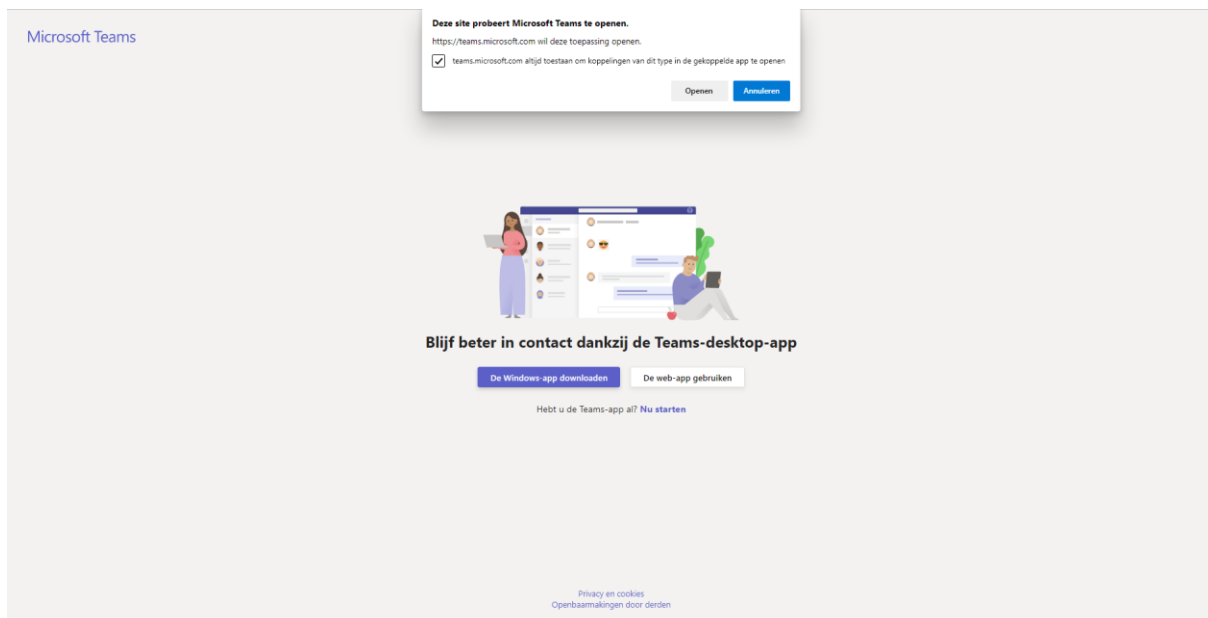 Microsoft Teams
Deze site probeert Microsoft Teams te openen.
https://teams.microsoft.com wil deze toepassing openen.
teams.microsoft.com altijd toestaan om koppelingen van dit type in de gekoppelde app te openen
Openen Annuleren
Blijf beter in contact dankzij de Teams-desktop-app
De Windows-app downloaden De web-app gebruiken
Hebt u de Teams-app al? Nu starten
Privacy en cookies
Openbaarmakingen door derden